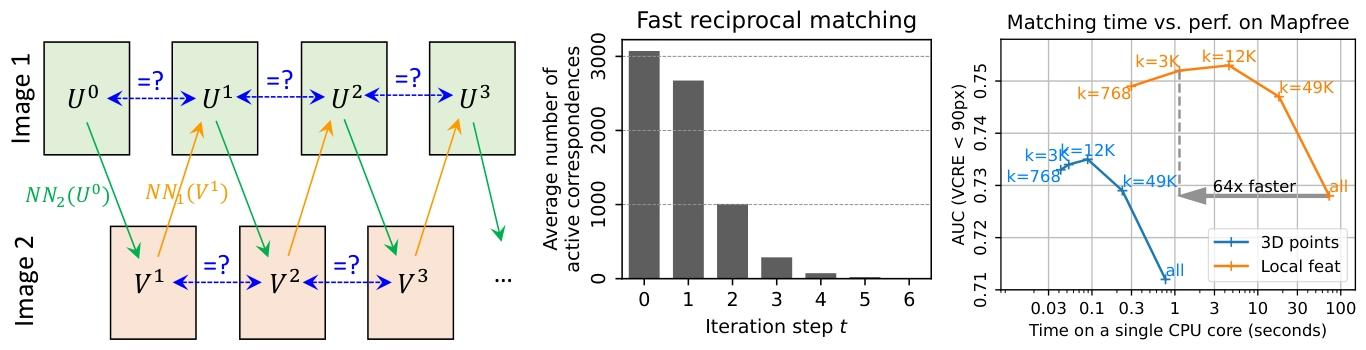 Image 1
U⁰
=?
U¹
=?
U²
=?
U³
NN₂(U⁰)
NN₁(V¹)
Image 2
V¹
=?
V²
=?
V³
...
Fast reciprocal matching
Average number of
active correspondences
3000
2000
1000
0
0 1 2 3 4 5 6
Iteration step t
Matching time vs. perf. on Mapfree
AUC (VCRE < 90px)
0.75
0.74
0.73
0.72
0.71
k=768
k=3K
k=12K
k=49K
all
k=768
k=3K
k=12K
k=49K
all
64x faster
3D points
Local feat
0.03 0.1 0.3 1 3 10 30 100
Time on a single CPU core (seconds)